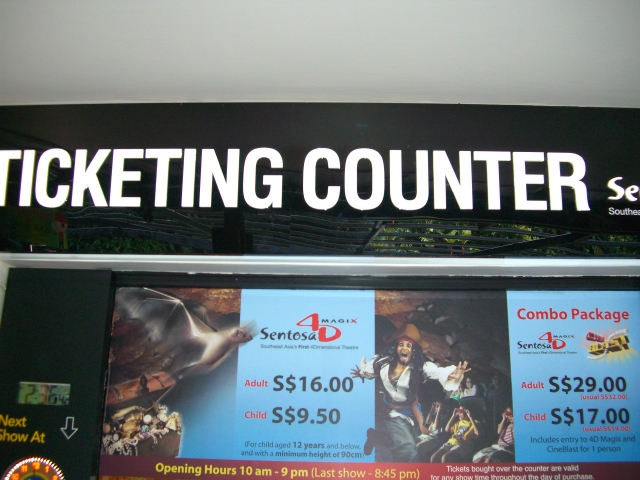 TICKETING COUNTER
Se
Southea
4D MAGIX
Sentosa
Southeast Asia's First 4Dimensional Theatre
Adult S$16.00
Child S$9.50
(For child aged 12 years and below,
and with a minimum height of 90cm
Combo Package
4D MAGIX
Sentosa
Adult S$29.00
(usual S$32.00)
Child S$17.00
Includes entry to 4D Magix and
CineBlast for 1 person
Next
Show At
Opening Hours 10 am - 9 pm (Last show - 8:45 pm)
Tickets bought over the counter are valid
for any show time throughout the day of purchase.